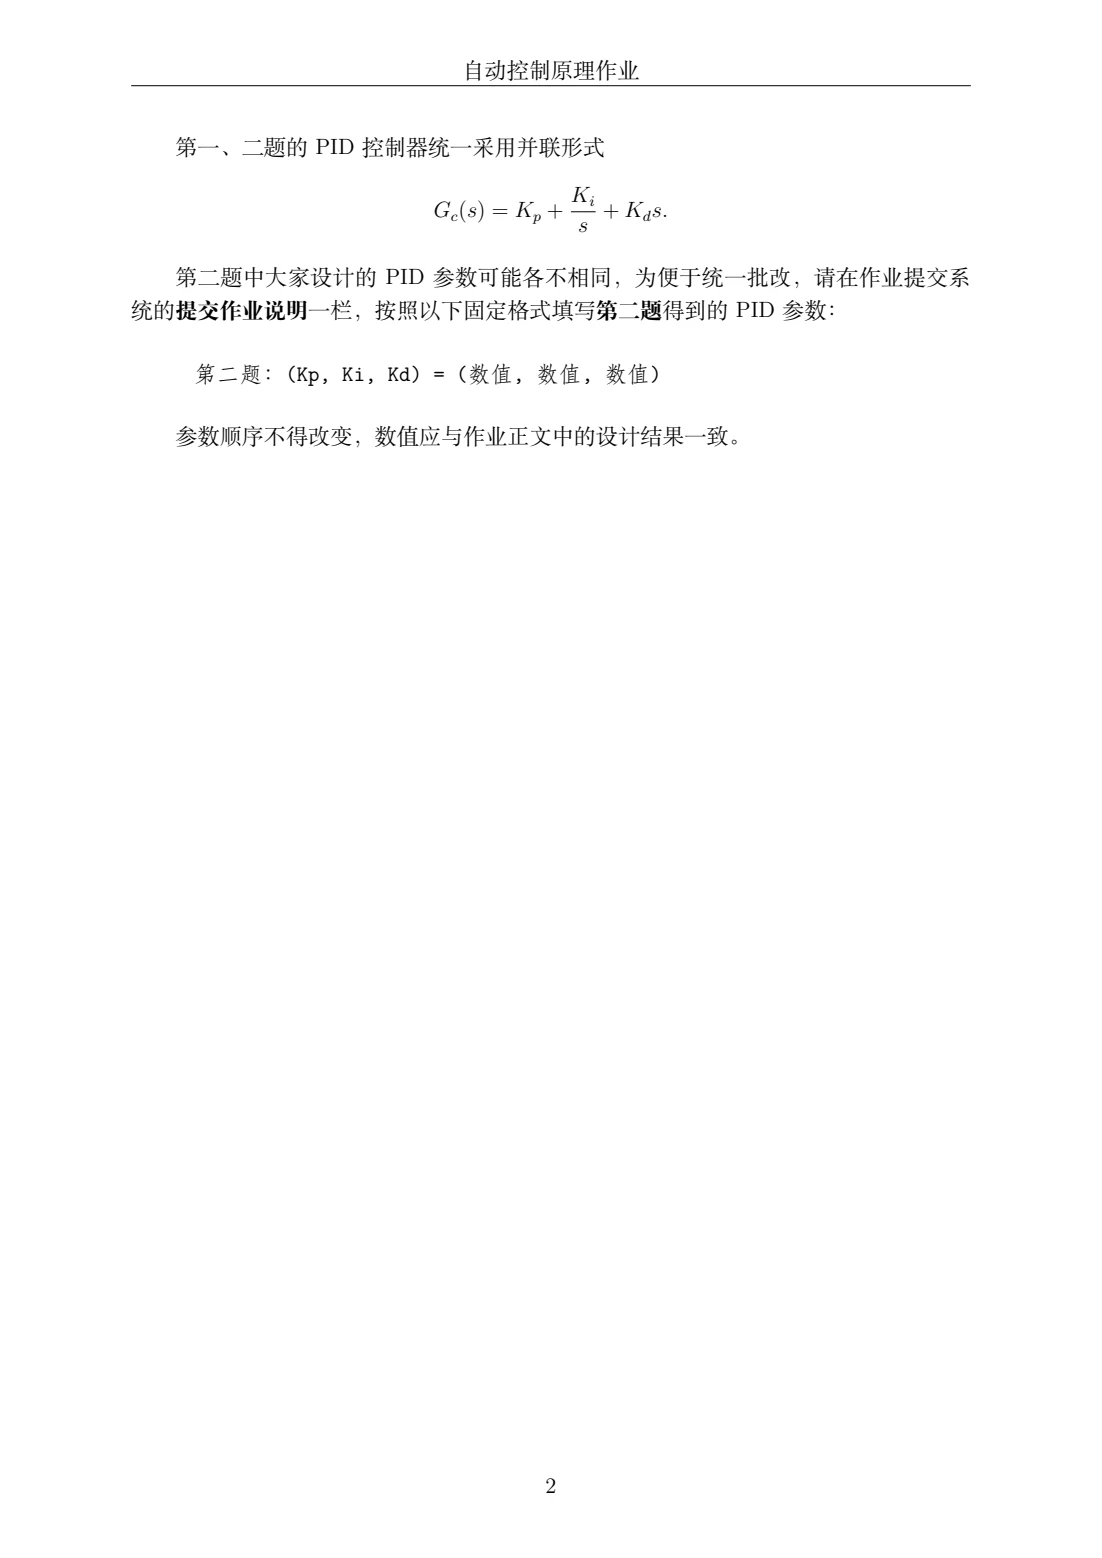 自动控制原理作业
第一、二题的 PID 控制器统一采用并联形式
G_c(s) = K_p + \frac{K_i}{s} + K_d s.
第二题中大家设计的 PID 参数可能各不相同，为便于统一批改，请在作业提交系
统的提交作业说明一栏，按照以下固定格式填写第二题得到的 PID 参数：
第二题：（Kp, Ki, Kd）=（数值, 数值, 数值）
参数顺序不得改变，数值应与作业正文中的设计结果一致。
2